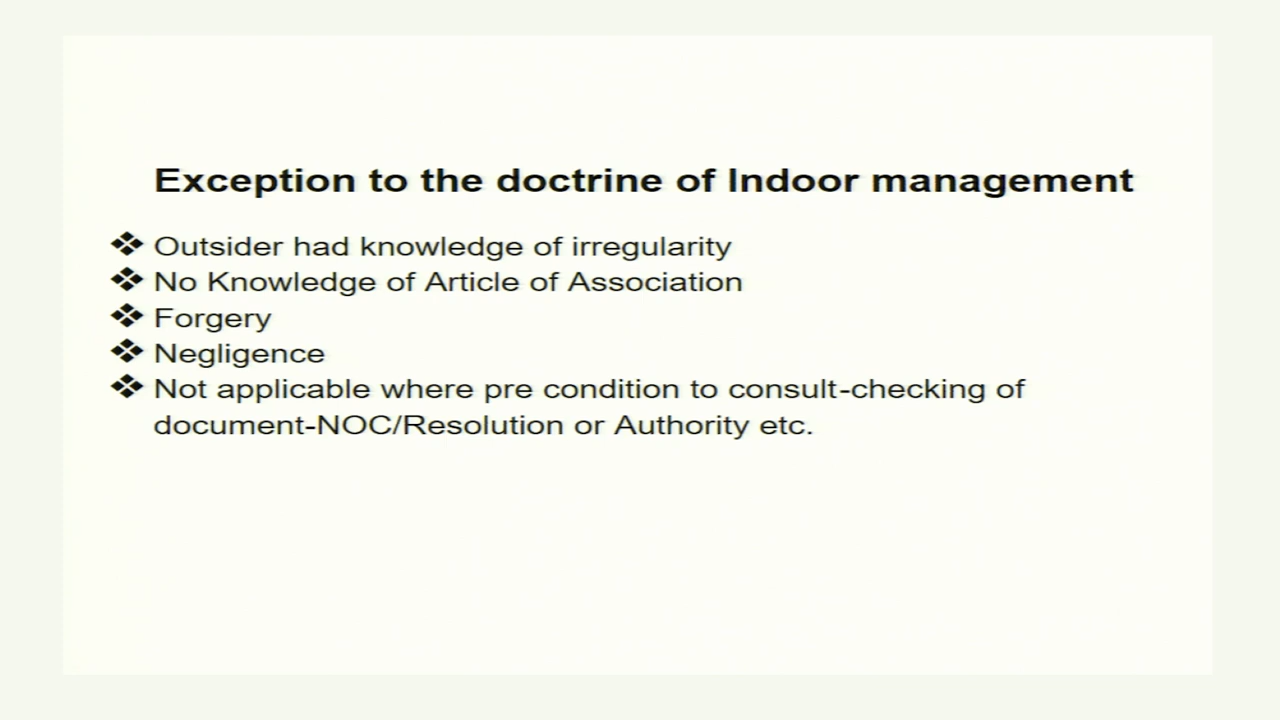 Exception to the doctrine of Indoor management
❖ Outsider had knowledge of irregularity
❖ No Knowledge of Article of Association
❖ Forgery
❖ Negligence
❖ Not applicable where pre condition to consult-checking of
document-NOC/Resolution or Authority etc.